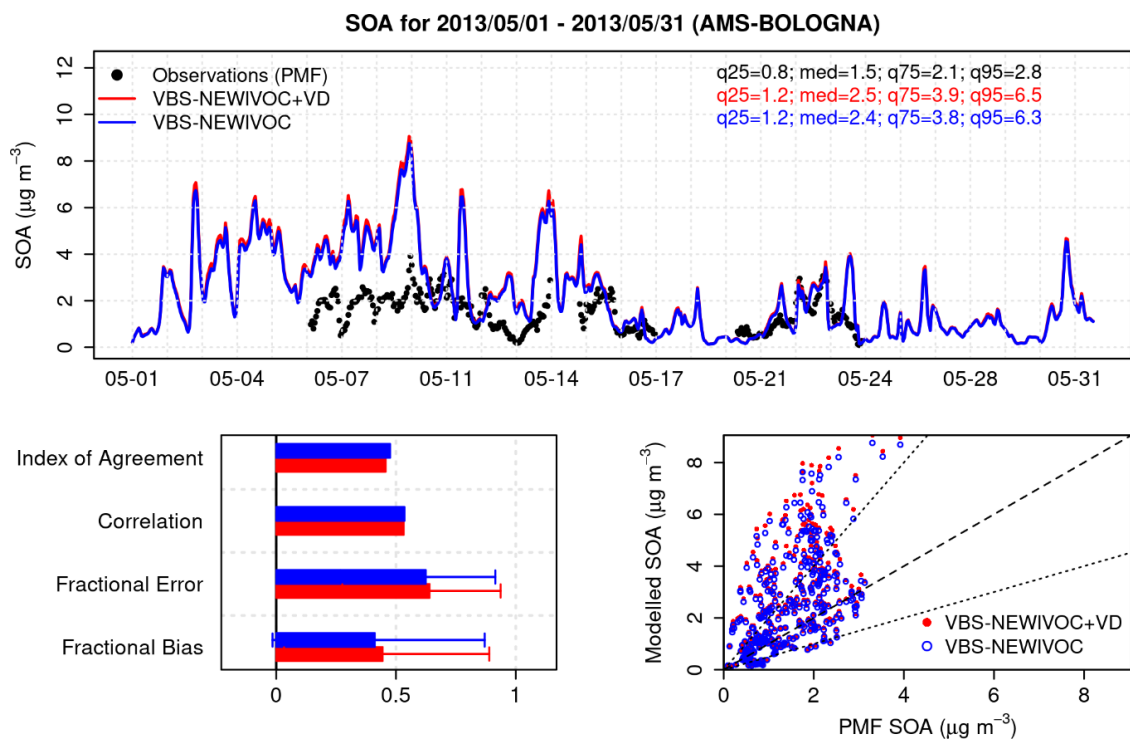 SOA for 2013/05/01 - 2013/05/31 (AMS-BOLOGNA)
SOA (μg m⁻³)
12
10
8
6
4
2
0
Observations (PMF)
VBS-NEWIVOC+VD
VBS-NEWIVOC
q25=0.8; med=1.5; q75=2.1; q95=2.8
q25=1.2; med=2.5; q75=3.9; q95=6.5
q25=1.2; med=2.4; q75=3.8; q95=6.3
05-01 05-04 05-07 05-11 05-14 05-17 05-21 05-24 05-28 05-31
Index of Agreement
Correlation
Fractional Error
Fractional Bias
0 0.5 1
Modelled SOA (μg m⁻³)
8
6
4
2
0
VBS-NEWIVOC+VD
VBS-NEWIVOC
0 2 4 6 8
PMF SOA (μg m⁻³)